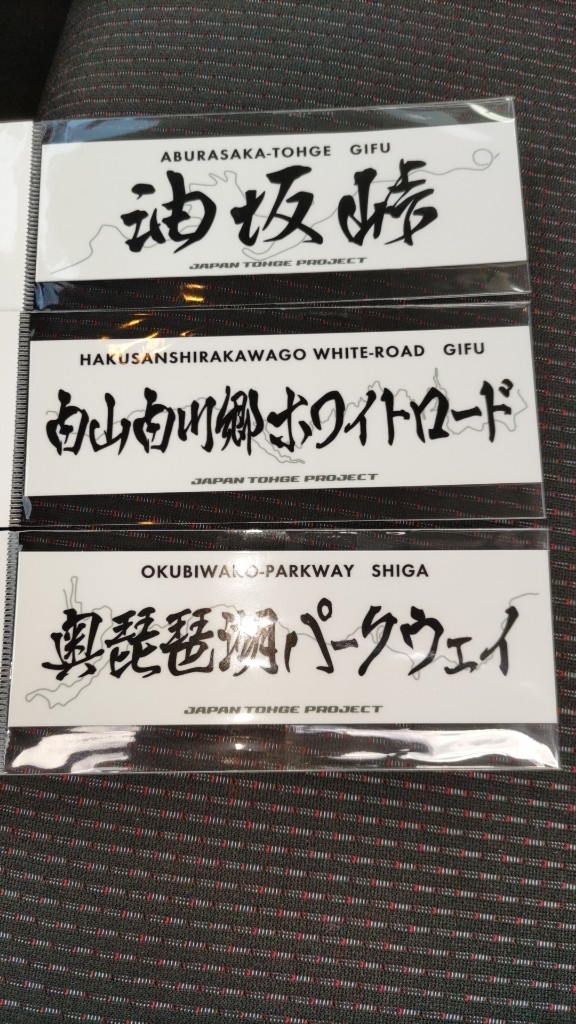 ABURASAKA-TOHGE GIFU
油坂峠
JAPAN TOHGE PROJECT
HAKUSANSHIRAKAWAGO WHITE-ROAD GIFU
白山白川郷ホワイトロード
JAPAN TOHGE PROJECT
OKUBIWAKO-PARKWAY SHIGA
奥琵琶湖パークウェイ
JAPAN TOHGE PROJECT